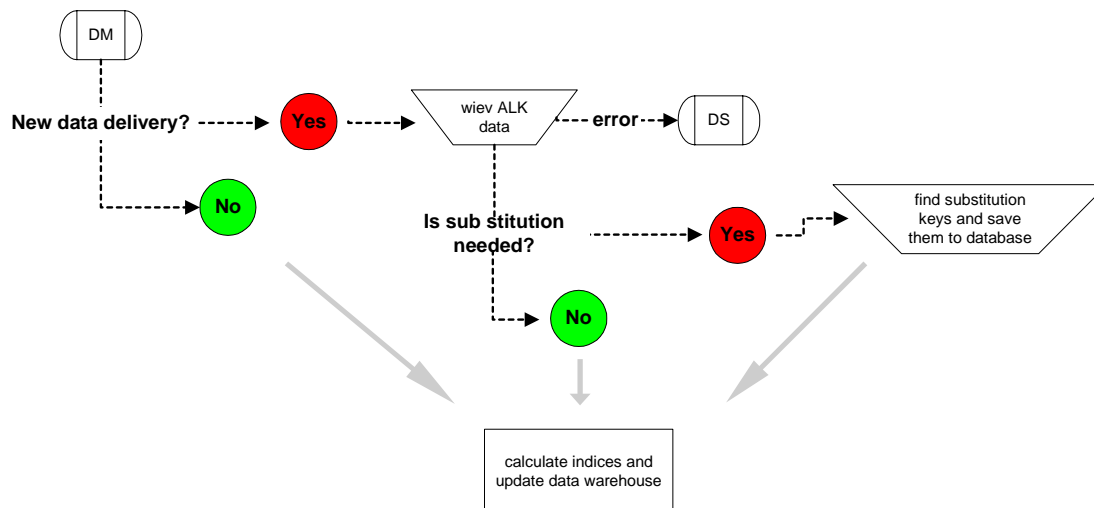 DM
New data delivery?
Yes
wiev ALK
data
error
DS
No
Is sub stitution
needed?
Yes
find substitution
keys and save
them to database
No
calculate indices and
update data warehouse